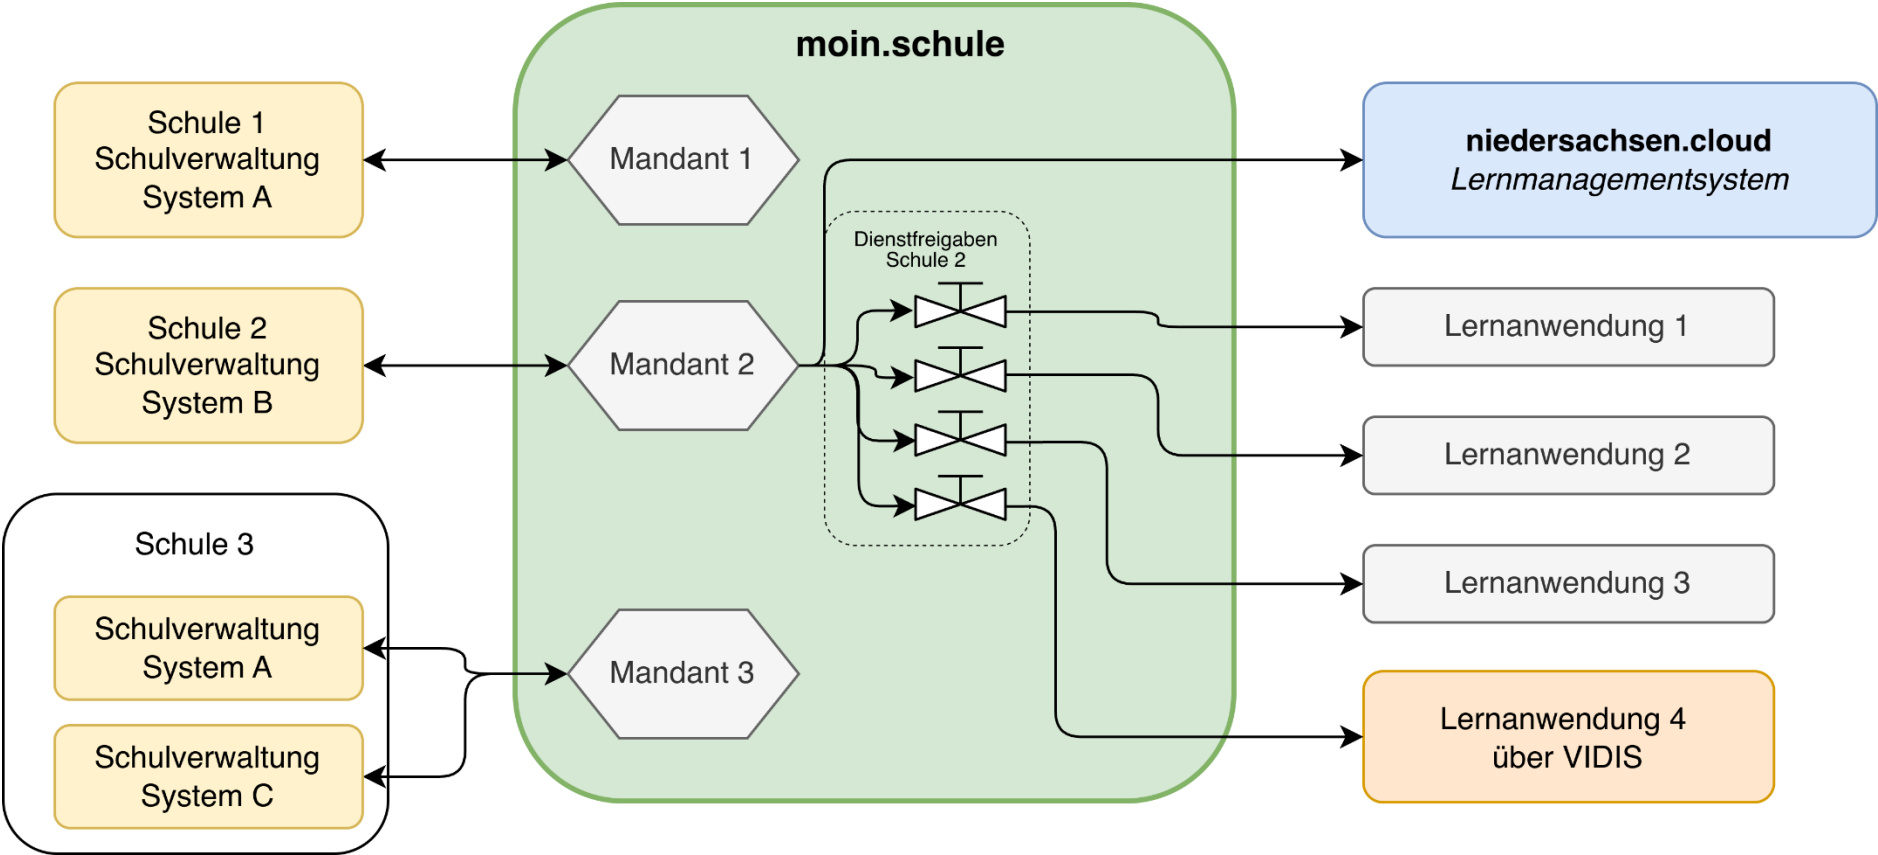 moin.schule
Schule 1
Schulverwaltung
System A
Mandant 1
niedersachsen.cloud
Lernmanagementsystem
Dienstfreigaben
Schule 2
Schule 2
Schulverwaltung
System B
Mandant 2
Lernanwendung 1
Lernanwendung 2
Schule 3
Schulverwaltung
System A
Schulverwaltung
System C
Mandant 3
Lernanwendung 3
Lernanwendung 4
über VIDIS